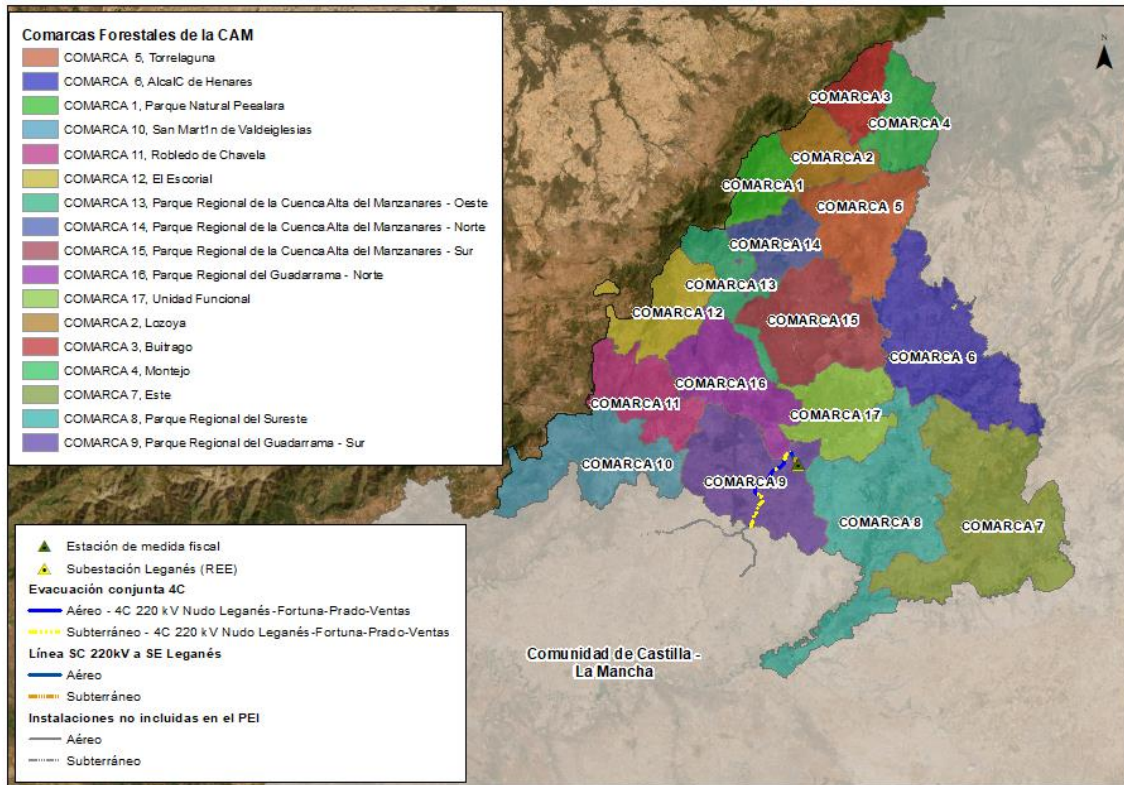 Comarcas Forestales de la CAM
COMARCA 5, Torrelaguna
COMARCA 6, AlcalC de Henares
COMARCA 1, Parque Natural Peealara
COMARCA 10, San Mart1n de Valdeiglesias
COMARCA 11, Robledo de Chavela
COMARCA 12, El Escorial
COMARCA 13, Parque Regional de la Cuenca Alta del Manzanares - Oeste
COMARCA 14, Parque Regional de la Cuenca Alta del Manzanares - Norte
COMARCA 15, Parque Regional de la Cuenca Alta del Manzanares - Sur
COMARCA 16, Parque Regional del Guadarrama - Norte
COMARCA 17, Unidad Funcional
COMARCA 2, Lozoya
COMARCA 3, Buitrago
COMARCA 4, Montejo
COMARCA 7, Este
COMARCA 8, Parque Regional del Sureste
COMARCA 9, Parque Regional del Guadarrama - Sur
N
COMARCA 3
COMARCA 4
COMARCA 2
COMARCA 1
COMARCA 5
COMARCA 14
COMARCA 13
COMARCA 12
COMARCA 15
COMARCA 6
COMARCA 16
COMARCA 11
COMARCA 17
COMARCA 10
COMARCA 9
COMARCA 8
COMARCA 7
Comunidad de Castilla -
La Mancha
Estación de medida fiscal
Subestación Leganés (REE)
Evacuación conjunta 4C
Aéreo - 4C 220 kV Nudo Leganés-Fortuna-Prado-Ventas
Subterráneo - 4C 220 kV Nudo Leganés-Fortuna-Prado-Ventas
Línea SC 220kV a SE Leganés
Aéreo
Subterráneo
Instalaciones no incluidas en el PEI
Aéreo
Subterráneo